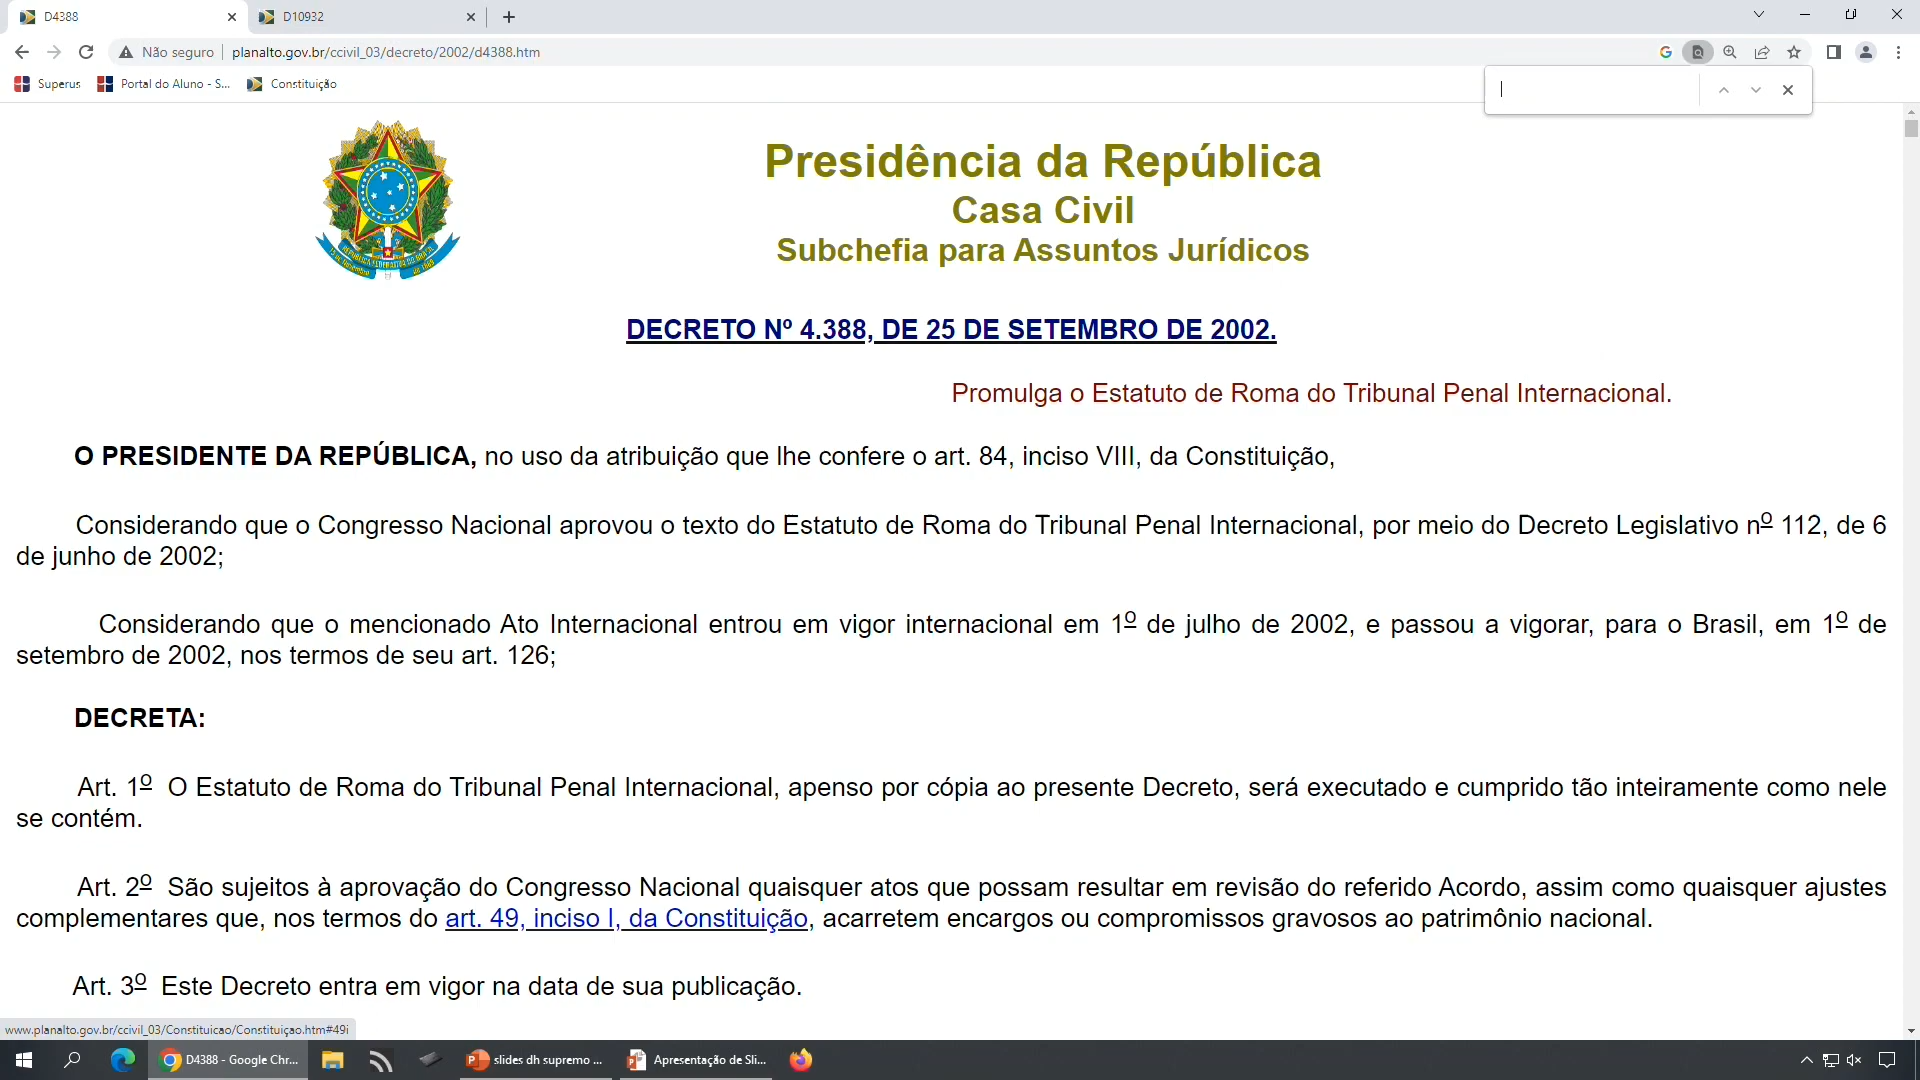 D4388
D10932
Não seguro
planalto.gov.br/ccivil_03/decreto/2002/d4388.htm
Superus
Portal do Aluno - S...
Constituição
Presidência da República
Casa Civil
Subchefia para Assuntos Jurídicos
DECRETO Nº 4.388, DE 25 DE SETEMBRO DE 2002.
Promulga o Estatuto de Roma do Tribunal Penal Internacional.
O PRESIDENTE DA REPÚBLICA, no uso da atribuição que lhe confere o art. 84, inciso VIII, da Constituição,
Considerando que o Congresso Nacional aprovou o texto do Estatuto de Roma do Tribunal Penal Internacional, por meio do Decreto Legislativo nº 112, de 6
de junho de 2002;
Considerando que o mencionado Ato Internacional entrou em vigor internacional em 1º de julho de 2002, e passou a vigorar, para o Brasil, em 1º de
setembro de 2002, nos termos de seu art. 126;
DECRETA:
Art. 1º O Estatuto de Roma do Tribunal Penal Internacional, apenso por cópia ao presente Decreto, será executado e cumprido tão inteiramente como nele
se contém.
Art. 2º São sujeitos à aprovação do Congresso Nacional quaisquer atos que possam resultar em revisão do referido Acordo, assim como quaisquer ajustes
complementares que, nos termos do art. 49, inciso I, da Constituição, acarretem encargos ou compromissos gravosos ao patrimônio nacional.
Art. 3º Este Decreto entra em vigor na data de sua publicação.
www.planalto.gov.br/ccivil_03/Constituicao/Constituiçao.htm#49i
D4388 - Google Chr...
slides dh supremo ...
Apresentação de Sli...